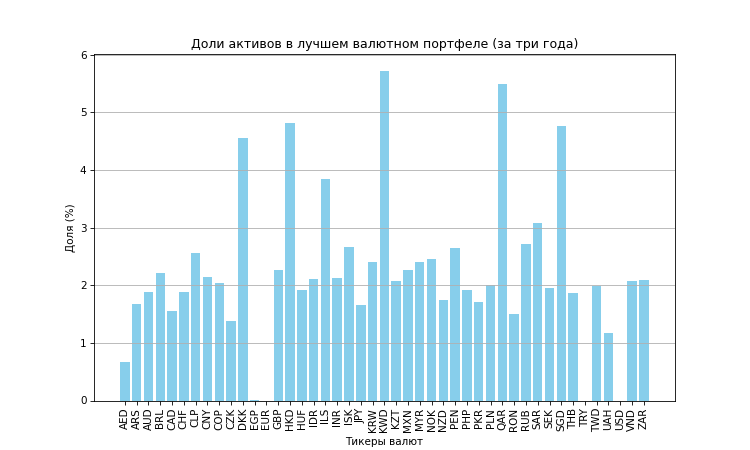 Доли активов в лучшем валютном портфеле (за три года)
6
5
4
3
2
1
0
Доля (%)
AED ARS AUD BRL CAD CHF CLP CNY COP CZK DKK EGP EUR GBP HKD HUF IDR ILS INR ISK JPY KRW KWD KZT MXN MYR NOK NZD PEN PHP PKR PLN QAR RON RUB SAR SEK SGD THB TRY TWD UAH USD VND ZAR
Тикеры валют